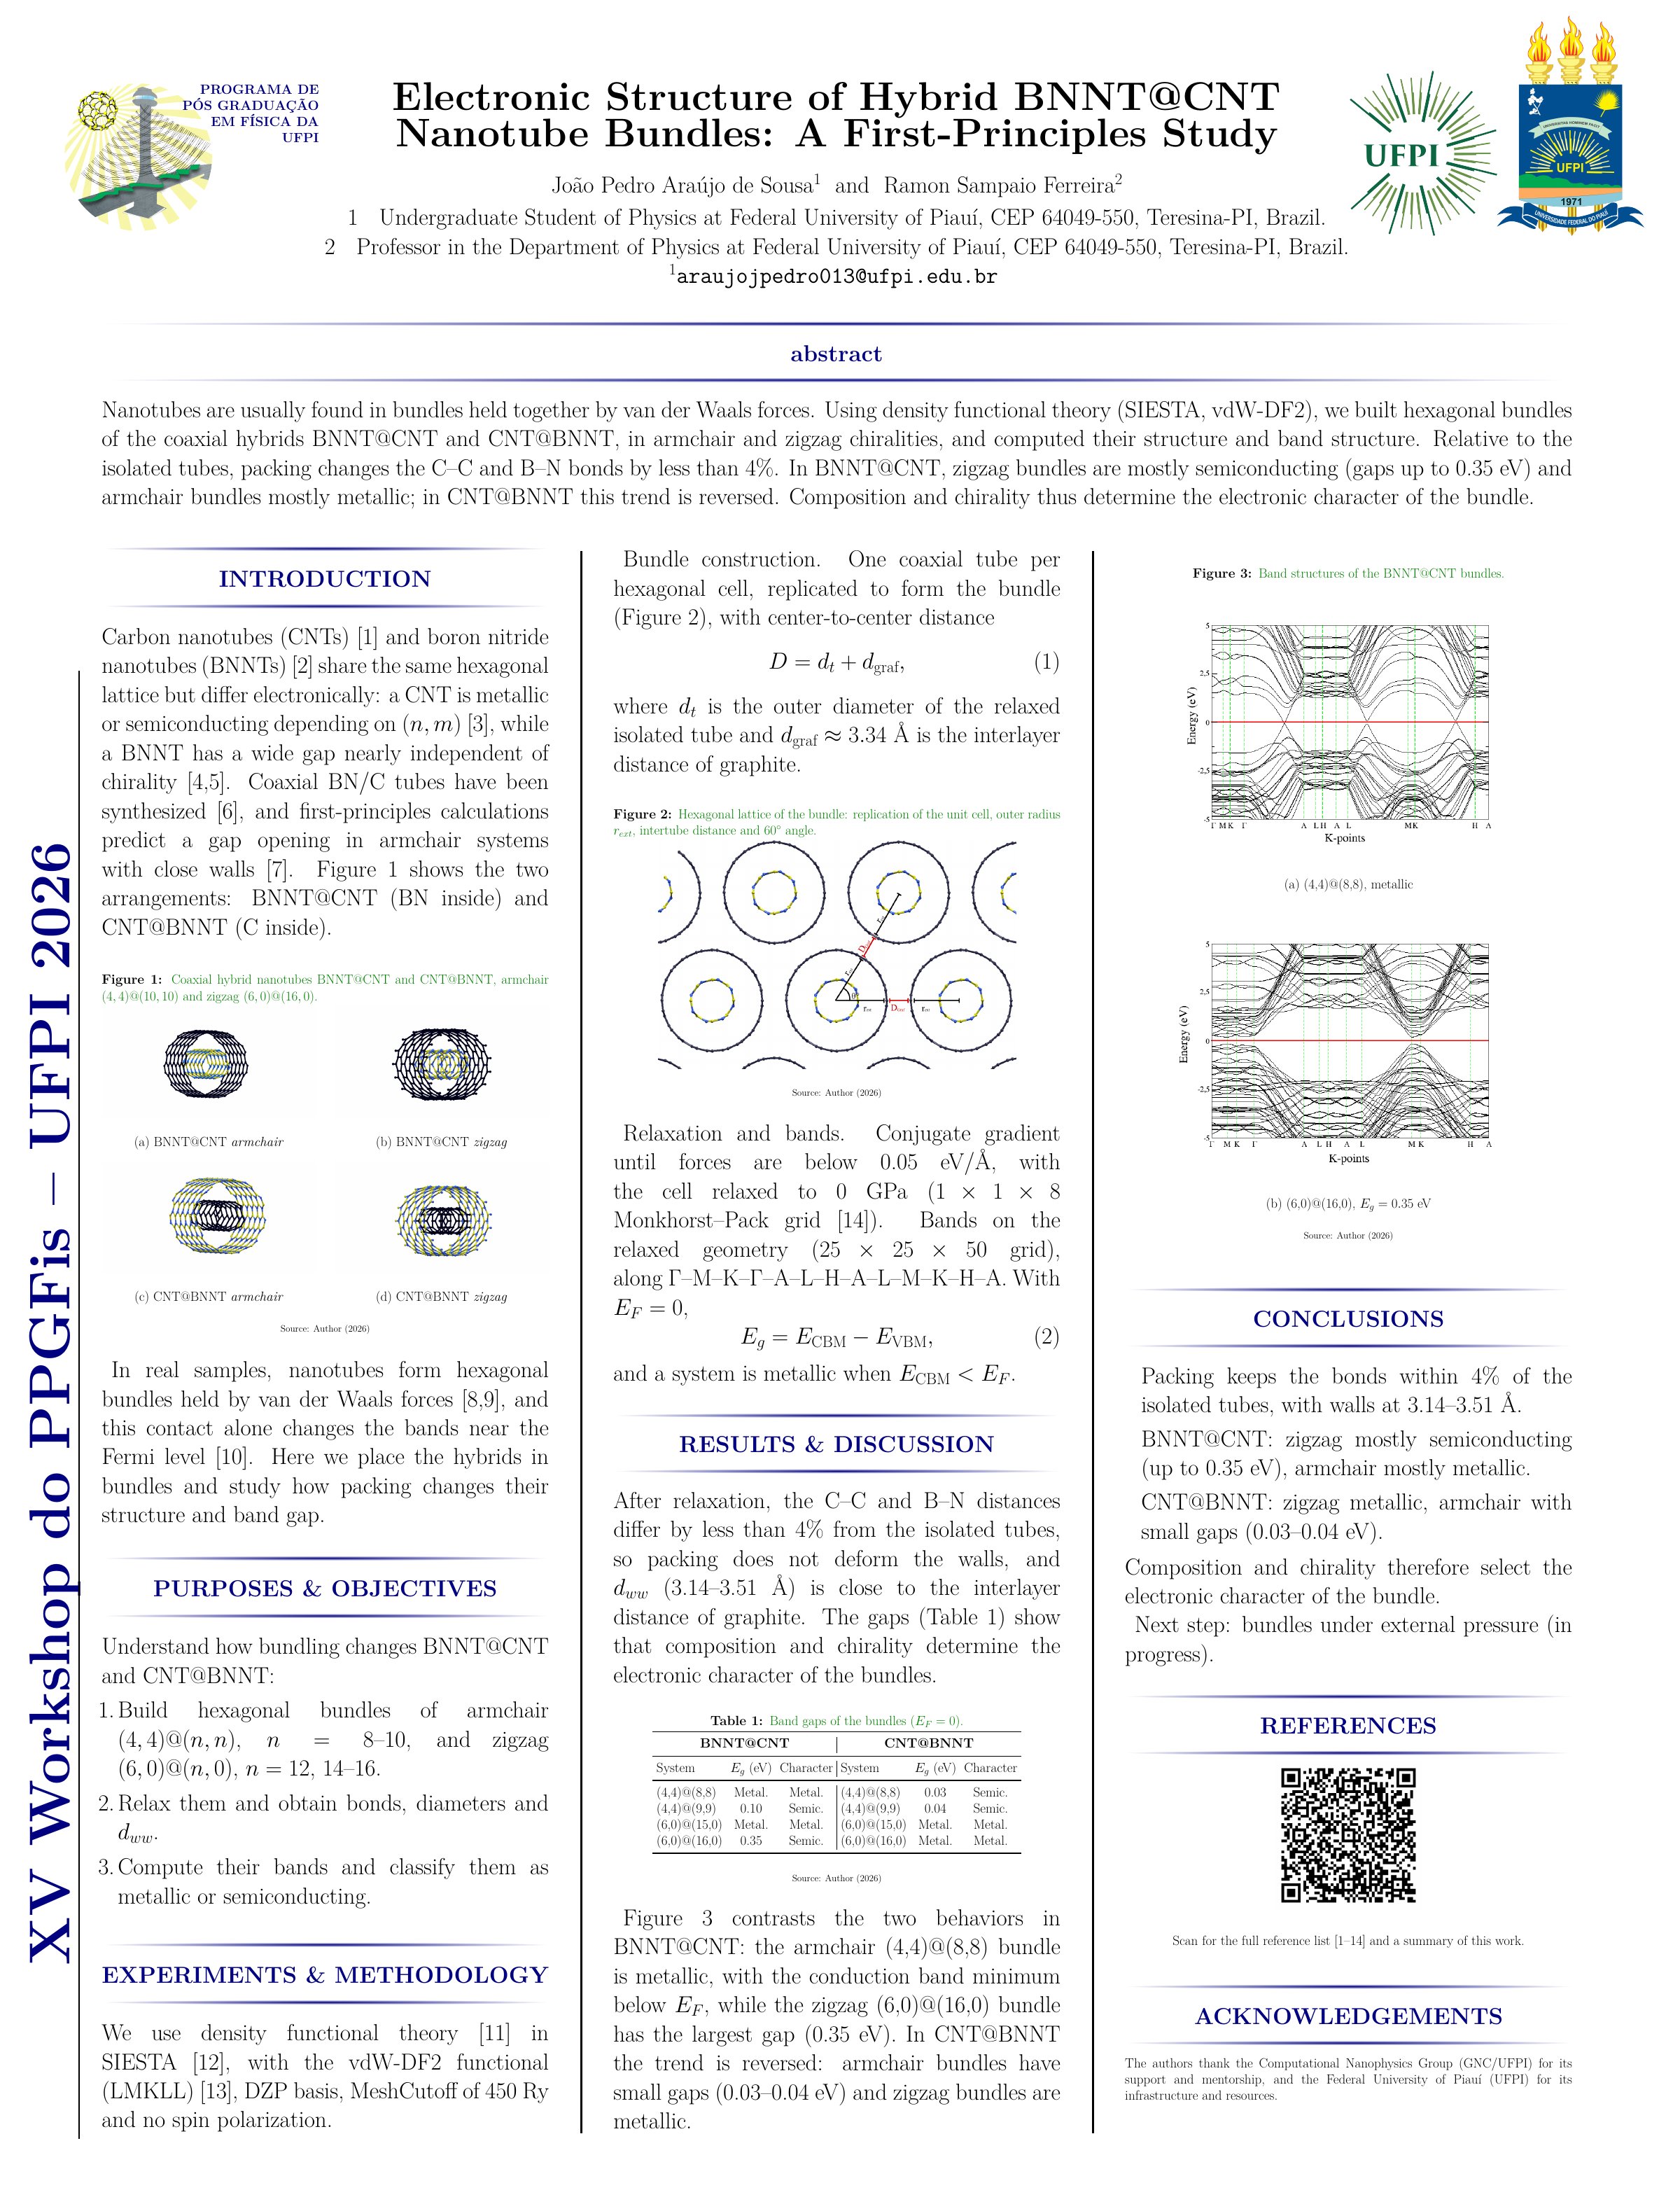 PROGRAMA DE
PÓS GRADUAÇÃO
EM FÍSICA DA
UFPI
Electronic Structure of Hybrid BNNT@CNT
Nanotube Bundles: A First-Principles Study
João Pedro Araújo de Sousa¹ and Ramon Sampaio Ferreira²
1 Undergraduate Student of Physics at Federal University of Piauí, CEP 64049-550, Teresina-PI, Brazil.
2 Professor in the Department of Physics at Federal University of Piauí, CEP 64049-550, Teresina-PI, Brazil.
¹araujojpedro013@ufpi.edu.br
UFPI
UFPI
1971
UNIVERSIDADE FEDERAL DO PIAUÍ
XV Workshop do PPGFis – UFPI 2026
abstract
Nanotubes are usually found in bundles held together by van der Waals forces. Using density functional theory (SIESTA, vdW-DF2), we built hexagonal bundles
of the coaxial hybrids BNNT@CNT and CNT@BNNT, in armchair and zigzag chiralities, and computed their structure and band structure. Relative to the
isolated tubes, packing changes the C–C and B–N bonds by less than 4%. In BNNT@CNT, zigzag bundles are mostly semiconducting (gaps up to 0.35 eV) and
armchair bundles mostly metallic; in CNT@BNNT this trend is reversed. Composition and chirality thus determine the electronic character of the bundle.
INTRODUCTION
Carbon nanotubes (CNTs) [1] and boron nitride
nanotubes (BNNTs) [2] share the same hexagonal
lattice but differ electronically: a CNT is metallic
or semiconducting depending on (n, m) [3], while
a BNNT has a wide gap nearly independent of
chirality [4,5]. Coaxial BN/C tubes have been
synthesized [6], and first-principles calculations
predict a gap opening in armchair systems
with close walls [7]. Figure 1 shows the two
arrangements: BNNT@CNT (BN inside) and
CNT@BNNT (C inside).
Figure 1: Coaxial hybrid nanotubes BNNT@CNT and CNT@BNNT, armchair
(4, 4)@(10, 10) and zigzag (6, 0)@(16, 0).
(a) BNNT@CNT armchair
(b) BNNT@CNT zigzag
(c) CNT@BNNT armchair
(d) CNT@BNNT zigzag
Source: Author (2026)
In real samples, nanotubes form hexagonal
bundles held by van der Waals forces [8,9], and
this contact alone changes the bands near the
Fermi level [10]. Here we place the hybrids in
bundles and study how packing changes their
structure and band gap.
PURPOSES & OBJECTIVES
Understand how bundling changes BNNT@CNT
and CNT@BNNT:
1. Build hexagonal bundles of armchair
(4, 4)@(n, n), n = 8–10, and zigzag
(6, 0)@(n, 0), n = 12, 14–16.
2. Relax them and obtain bonds, diameters and
d_ww.
3. Compute their bands and classify them as
metallic or semiconducting.
EXPERIMENTS & METHODOLOGY
We use density functional theory [11] in
SIESTA [12], with the vdW-DF2 functional
(LMKLL) [13], DZP basis, MeshCutoff of 450 Ry
and no spin polarization.
Bundle construction. One coaxial tube per
hexagonal cell, replicated to form the bundle
(Figure 2), with center-to-center distance
D = d_t + d_graf, (1)
where d_t is the outer diameter of the relaxed
isolated tube and d_graf ≈ 3.34 Å is the interlayer
distance of graphite.
Figure 2: Hexagonal lattice of the bundle: replication of the unit cell, outer radius
r_ext, intertube distance and 60° angle.
Source: Author (2026)
Relaxation and bands. Conjugate gradient
until forces are below 0.05 eV/Å, with
the cell relaxed to 0 GPa (1 × 1 × 8
Monkhorst–Pack grid [14]). Bands on the
relaxed geometry (25 × 25 × 50 grid),
along Γ–M–K–Γ–A–L–H–A–L–M–K–H–A. With
E_F = 0,
E_g = E_CBM − E_VBM, (2)
and a system is metallic when E_CBM < E_F.
RESULTS & DISCUSSION
After relaxation, the C–C and B–N distances
differ by less than 4% from the isolated tubes,
so packing does not deform the walls, and
d_ww (3.14–3.51 Å) is close to the interlayer
distance of graphite. The gaps (Table 1) show
that composition and chirality determine the
electronic character of the bundles.
Table 1: Band gaps of the bundles (E_F = 0).
BNNT@CNT CNT@BNNT
System E_g (eV) Character System E_g (eV) Character
(4,4)@(8,8) Metal. Metal. (4,4)@(8,8) 0.03 Semic.
(4,4)@(9,9) 0.10 Semic. (4,4)@(9,9) 0.04 Semic.
(6,0)@(15,0) Metal. Metal. (6,0)@(15,0) Metal. Metal.
(6,0)@(16,0) 0.35 Semic. (6,0)@(16,0) Metal. Metal.
Source: Author (2026)
Figure 3 contrasts the two behaviors in
BNNT@CNT: the armchair (4,4)@(8,8) bundle
is metallic, with the conduction band minimum
below E_F, while the zigzag (6,0)@(16,0) bundle
has the largest gap (0.35 eV). In CNT@BNNT
the trend is reversed: armchair bundles have
small gaps (0.03–0.04 eV) and zigzag bundles are
metallic.
Figure 3: Band structures of the BNNT@CNT bundles.
Energy (eV)
5
2,5
0
-2,5
-5
Γ M K Γ A L H A L M K H A
K-points
(a) (4,4)@(8,8), metallic
Energy (eV)
5
2,5
0
-2,5
-5
Γ M K Γ A L H A L M K H A
K-points
(b) (6,0)@(16,0), E_g = 0.35 eV
Source: Author (2026)
CONCLUSIONS
Packing keeps the bonds within 4% of the
isolated tubes, with walls at 3.14–3.51 Å.
BNNT@CNT: zigzag mostly semiconducting
(up to 0.35 eV), armchair mostly metallic.
CNT@BNNT: zigzag metallic, armchair with
small gaps (0.03–0.04 eV).
Composition and chirality therefore select the
electronic character of the bundle.
Next step: bundles under external pressure (in
progress).
REFERENCES
Scan for the full reference list [1–14] and a summary of this work.
ACKNOWLEDGEMENTS
The authors thank the Computational Nanophysics Group (GNC/UFPI) for its
support and mentorship, and the Federal University of Piauí (UFPI) for its
infrastructure and resources.